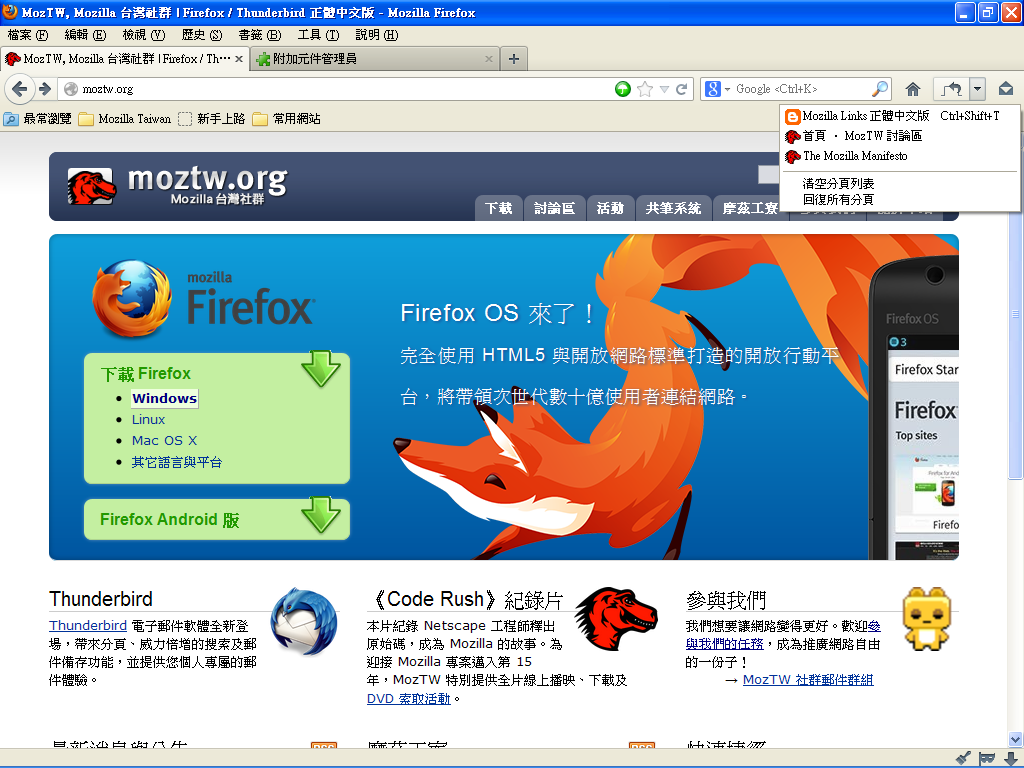 MozTW, Mozilla 台灣社群 | Firefox / Thunderbird 正體中文版 - Mozilla Firefox
檔案 (F) 編輯 (E) 檢視 (V) 歷史 (S) 書籤 (B) 工具 (T) 說明 (H)
MozTW, Mozilla 台灣社群 | Firefox / Th… 附加元件管理員
moztw.org Google <Ctrl+K>
最常瀏覽 Mozilla Taiwan 新手上路 常用網站
Mozilla Links 正體中文版 Ctrl+Shift+T
首頁 · MozTW 討論區
The Mozilla Manifesto
清空分頁列表
回復所有分頁
moztw.org
Mozilla 台灣社群
下載 討論區 活動 共筆系統 摩茲工寮
mozilla
Firefox
下載 Firefox
Windows
Linux
Mac OS X
其它語言與平台
Firefox Android 版
Firefox OS 來了！
完全使用 HTML5 與開放網路標準打造的開放行動平
台，將帶領次世代數十億使用者連結網路。
Firefox OS
3
Firefox Star
Firefox
Top sites
Firefo
Thunderbird
Thunderbird 電子郵件軟體全新登
場，帶來分頁、威力倍增的搜索及郵
件備存功能，並提供您個人專屬的郵
件體驗。
《Code Rush》紀錄片
本片紀錄 Netscape 工程師釋出
原始碼，成為 Mozilla 的故事。為
迎接 Mozilla 專案邁入第 15
年，MozTW 特別提供全片線上播映、下載及
DVD 索取活動。
參與我們
我們想要讓網路變得更好。歡迎參
與我們的任務，成為推廣網路自由
的一份子！
→ MozTW 社群郵件群組